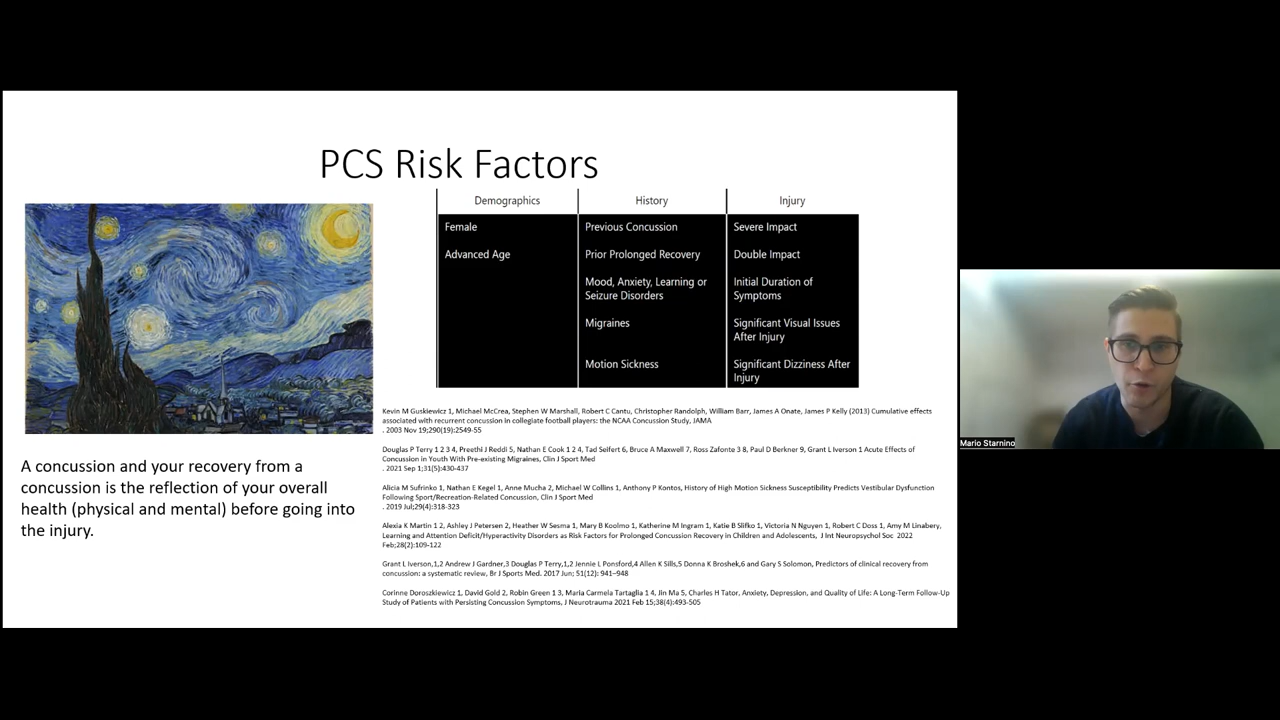 PCS Risk Factors
Demographics
History
Injury
Female
Previous Concussion
Severe Impact
Advanced Age
Prior Prolonged Recovery
Double Impact
Mood, Anxiety, Learning or
Seizure Disorders
Initial Duration of
Symptoms
Migraines
Significant Visual Issues
After Injury
Motion Sickness
Significant Dizziness After
Injury
A concussion and your recovery from a
concussion is the reflection of your overall
health (physical and mental) before going into
the injury.
Kevin M Guskiewicz 1, Michael McCrea, Stephen W Marshall, Robert C Cantu, Christopher Randolph, William Barr, James A Onate, James P Kelly (2013) Cumulative effects
associated with recurrent concussion in collegiate football players: the NCAA Concussion Study, JAMA
. 2003 Nov 19;290(19):2549-55
Douglas P Terry 1 2 3 4, Preethi J Reddi 5, Nathan E Cook 1 2 4, Tad Seifert 6, Bruce A Maxwell 7, Ross Zafonte 3 8, Paul D Berkner 9, Grant L Iverson 1 Acute Effects of
Concussion in Youth With Pre-existing Migraines, Clin J Sport Med
. 2021 Sep 1;31(5):430-437
Alicia M Sufrinko 1, Nathan E Kegel 1, Anne Mucha 2, Michael W Collins 1, Anthony P Kontos, History of High Motion Sickness Susceptibility Predicts Vestibular Dysfunction
Following Sport/Recreation-Related Concussion, Clin J Sport Med
. 2019 Jul;29(4):318-323
Alexia K Martin 1 2, Ashley J Petersen 2, Heather W Sesma 1, Mary B Koolmo 1, Katherine M Ingram 1, Katie B Slifko 1, Victoria N Nguyen 1, Robert C Doss 1, Amy M Linabery,
Learning and Attention Deficit/Hyperactivity Disorders as Risk Factors for Prolonged Concussion Recovery in Children and Adolescents, J Int Neuropsychol Soc 2022
Feb;28(2):109-122
Grant L Iverson,1,2 Andrew J Gardner,3 Douglas P Terry,1,2 Jennie L Ponsford,4 Allen K Sills,5 Donna K Broshek,6 and Gary S Solomon, Predictors of clinical recovery from
concussion: a systematic review, Br J Sports Med. 2017 Jun; 51(12): 941–948
Corinne Doroszkiewicz 1, David Gold 2, Robin Green 1 3, Maria Carmela Tartaglia 1 4, Jin Ma 5, Charles H Tator, Anxiety, Depression, and Quality of Life: A Long-Term Follow-Up
Study of Patients with Persisting Concussion Symptoms, J Neurotrauma 2021 Feb 15;38(4):493-505
Mario Starnino